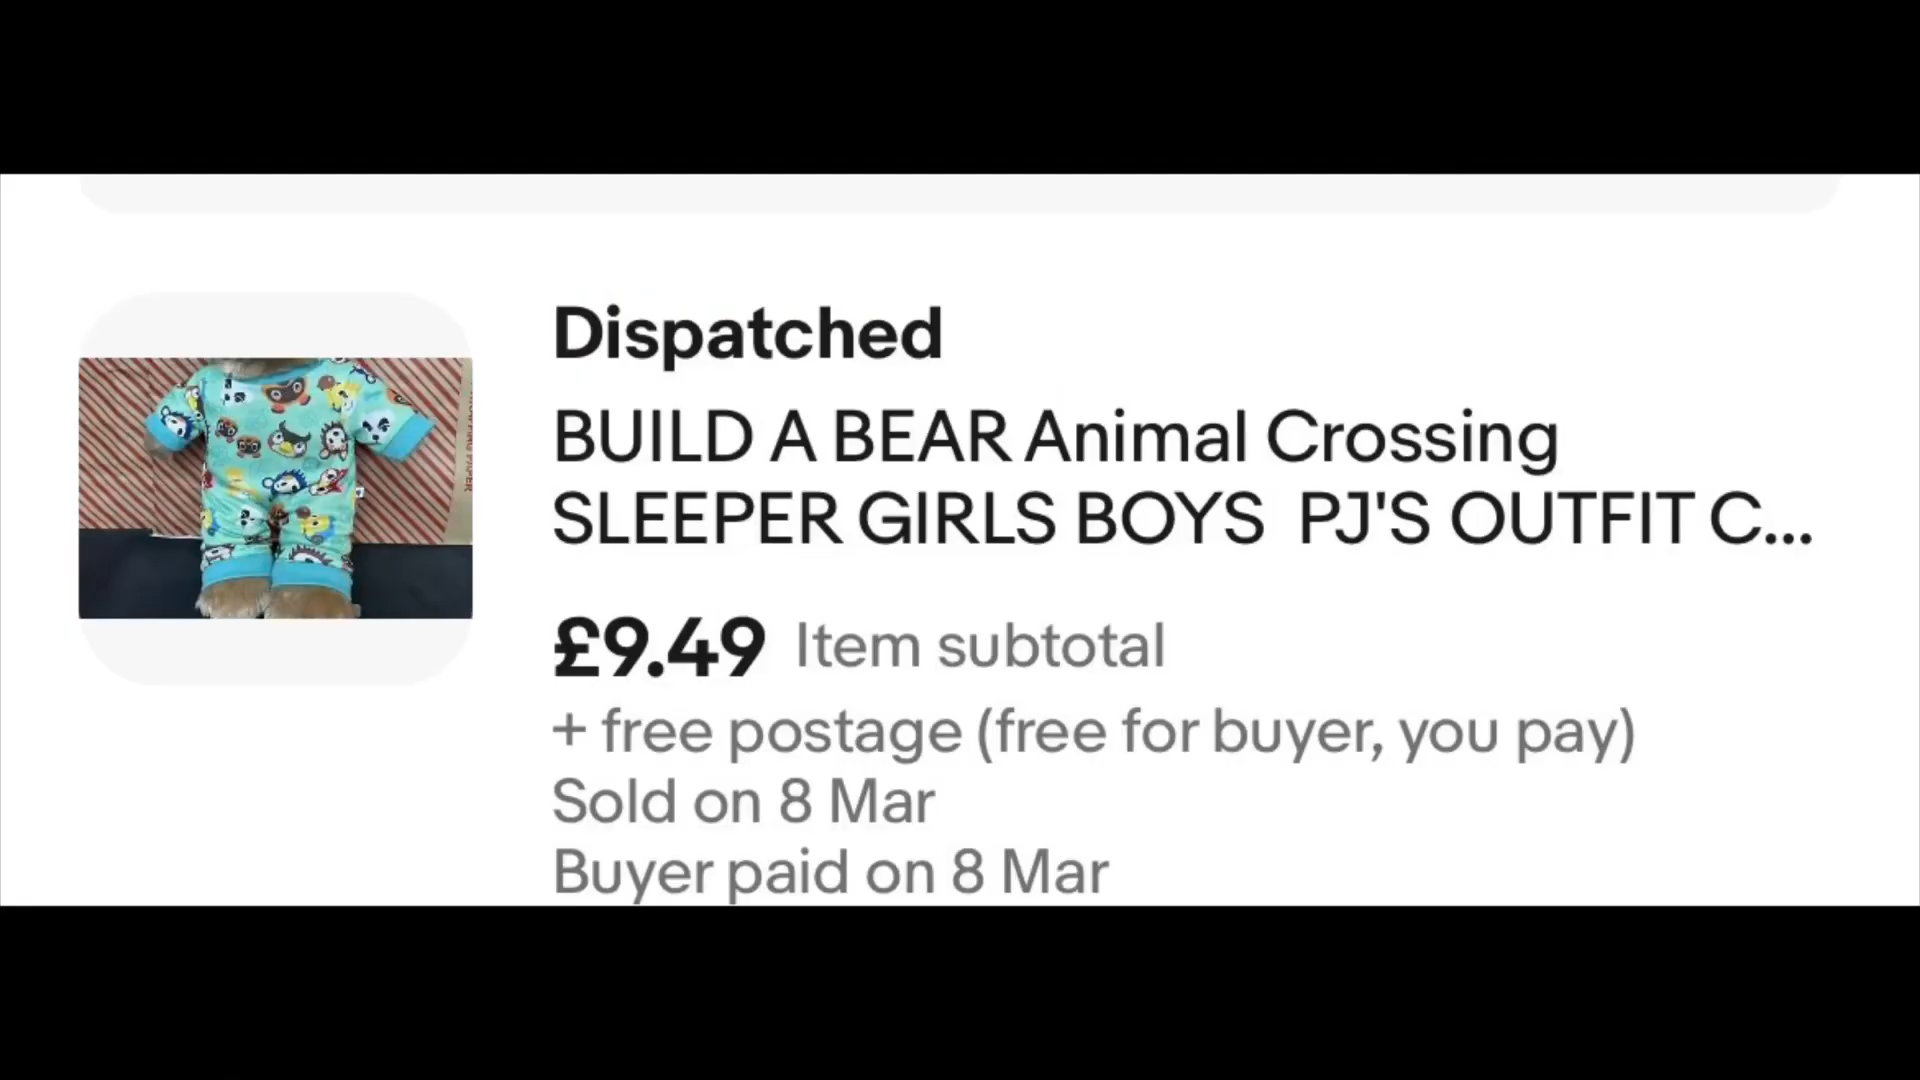 Dispatched
BUILD A BEAR Animal Crossing
SLEEPER GIRLS BOYS  PJ'S OUTFIT C...
£9.49 Item subtotal
+ free postage (free for buyer, you pay)
Sold on 8 Mar
Buyer paid on 8 Mar